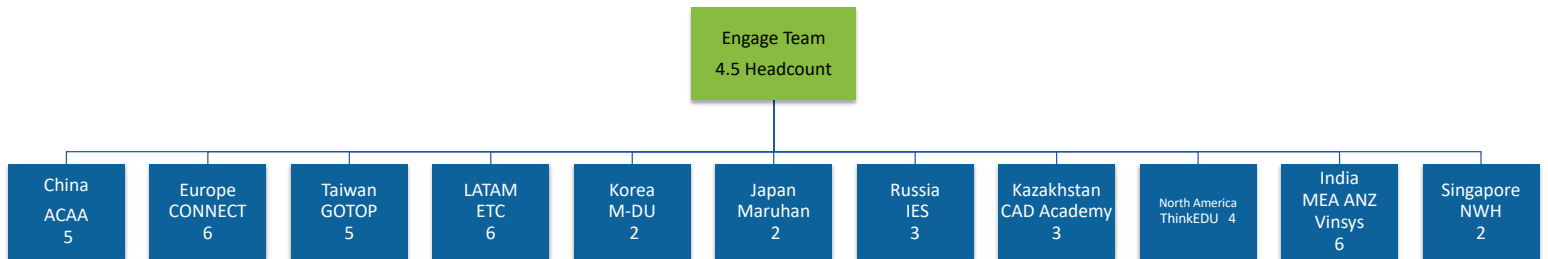 Engage Team
4.5 Headcount
China
ACAA
5
Europe
CONNECT
6
Taiwan
GOTOP
5
LATAM
ETC
6
Korea
M-DU
2
Japan
Maruhan
2
Russia
IES
3
Kazakhstan
CAD Academy
3
North America
ThinkEDU 4
India
MEA ANZ
Vinsys
6
Singapore
NWH
2